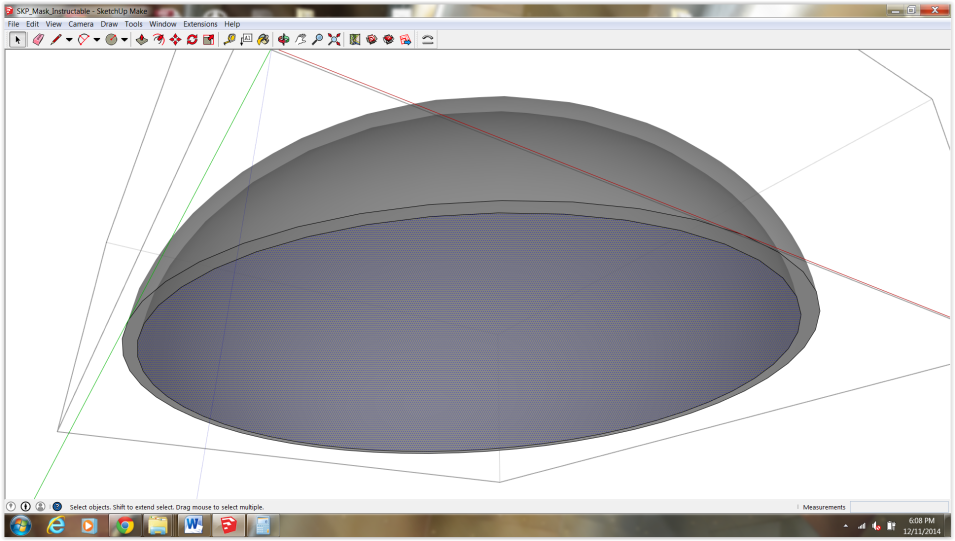 SKP_Mask_Instructable - SketchUp Make
File Edit View Camera Draw Tools Window Extensions Help
A1
Select objects. Shift to extend select. Drag mouse to select multiple.
Measurements
W
6:08 PM
12/11/2014